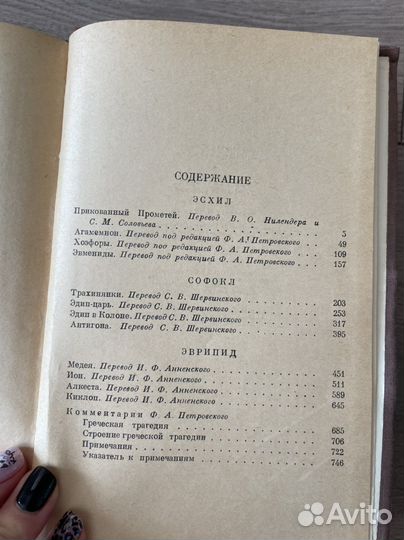 СОДЕРЖАНИЕ
ЭСХИЛ
Прикованный Прометей. Перевод В. О. Нилендера и
С. М. Соловьева . . . . . . . . . . . . . . . 5
Агамемнон. Перевод под редакцией Ф. А. Петровского . . 49
Хоэфоры. Перевод под редакцией Ф. А. Петровского . . . 109
Эвмениды. Перевод под редакцией Ф. А. Петровского . . . 157
СОФОКЛ
Трахинянки. Перевод С. В. Шервинского . . . . . . . 203
Эдип-царь. Перевод С. В. Шервинского . . . . . . . 253
Эдип в Колоне. Перевод С. В. Шервинского . . . . . . 317
Антигона. Перевод С. В. Шервинского . . . . . . . 395
ЭВРИПИД
Медея. Перевод И. Ф. Анненского . . . . . . . . . 451
Ион. Перевод И. Ф. Анненского . . . . . . . . . . 511
Алкеста. Перевод И. Ф. Анненского . . . . . . . . 589
Киклоп. Перевод И. Ф. Анненского . . . . . . . . . 645
Комментарии Ф. А. Петровского
Греческая трагедия . . . . . . . . . . . . . 685
Строение греческой трагедии . . . . . . . . . 706
Примечания . . . . . . . . . . . . . . . . 722
Указатель к примечаниям . . . . . . . . . . . 746
Avito